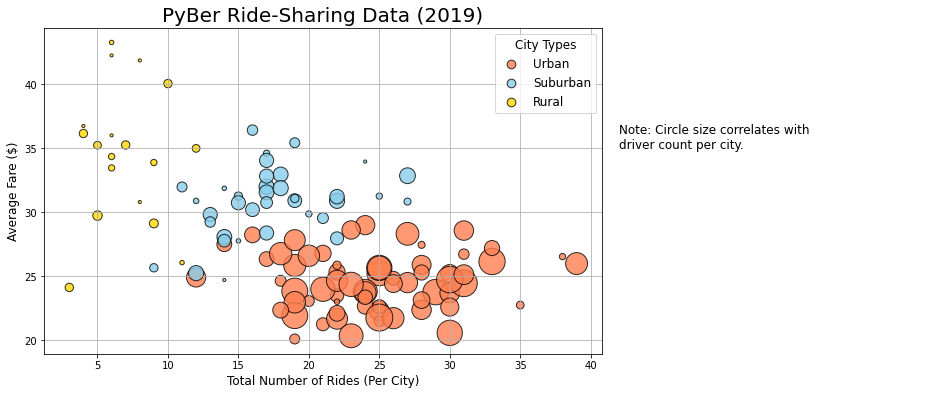 PyBer Ride-Sharing Data (2019)
City Types
Urban
Suburban
Rural
Note: Circle size correlates with
driver count per city.
Average Fare ($)
40
35
30
25
20
5 10 15 20 25 30 35 40
Total Number of Rides (Per City)